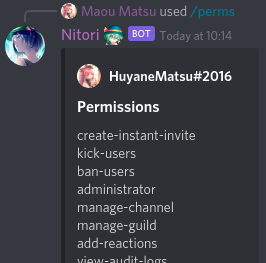 Maou Matsu used /perms
Nitori BOT Today at 10:14
HuyaneMatsu#2016
Permissions
create-instant-invite
kick-users
ban-users
administrator
manage-channel
manage-guild
add-reactions
view-audit-logs